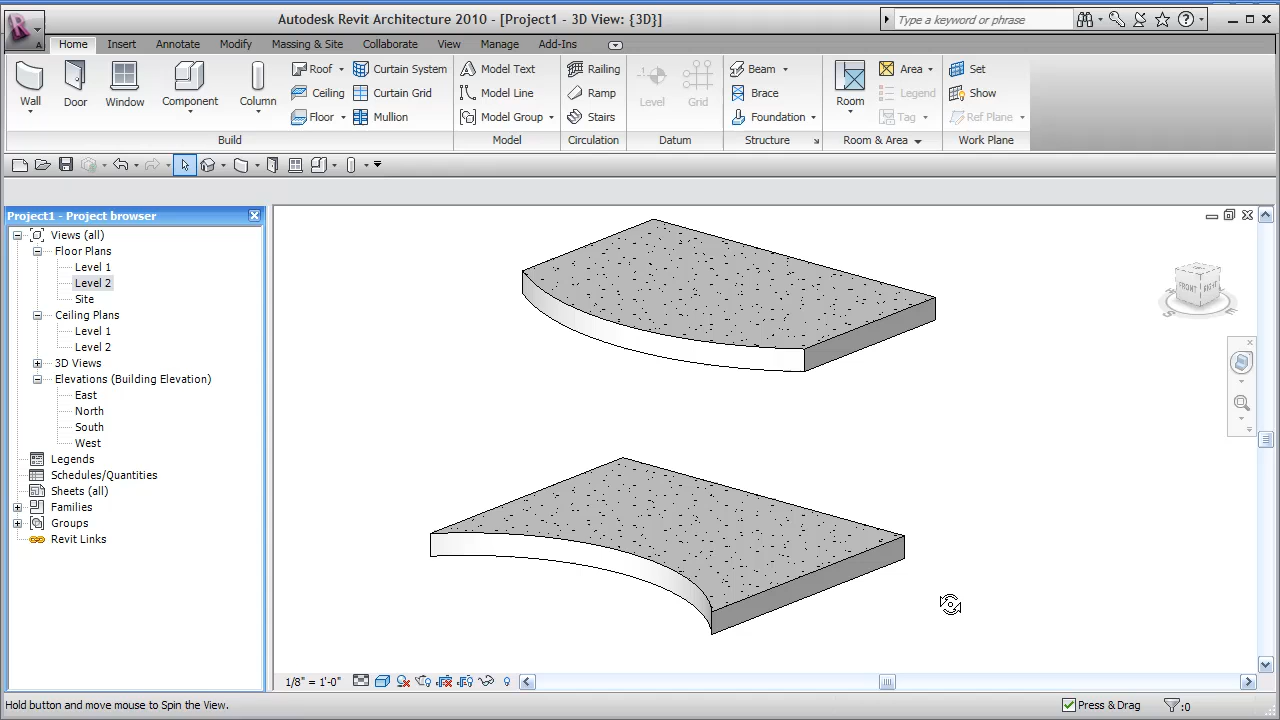 Autodesk Revit Architecture 2010 - [Project1 - 3D View: {3D}]
Type a keyword or phrase
Home Insert Annotate Modify Massing & Site Collaborate View Manage Add-Ins
Wall Door Window Component Column
Roof Curtain System
Ceiling Curtain Grid
Floor Mullion
Build
Model Text
Model Line
Model Group
Model
Railing
Ramp
Stairs
Circulation
Level Grid
Datum
Beam
Brace
Foundation
Structure
Room
Area
Legend
Tag
Room & Area
Set
Show
Ref Plane
Work Plane
Project1 - Project browser
Views (all)
Floor Plans
Level 1
Level 2
Site
Ceiling Plans
Level 1
Level 2
3D Views
Elevations (Building Elevation)
East
North
South
West
Legends
Schedules/Quantities
Sheets (all)
Families
Groups
Revit Links
FRONT RIGHT
S
1/8" = 1'-0"
Hold button and move mouse to Spin the View.
Press & Drag
:0